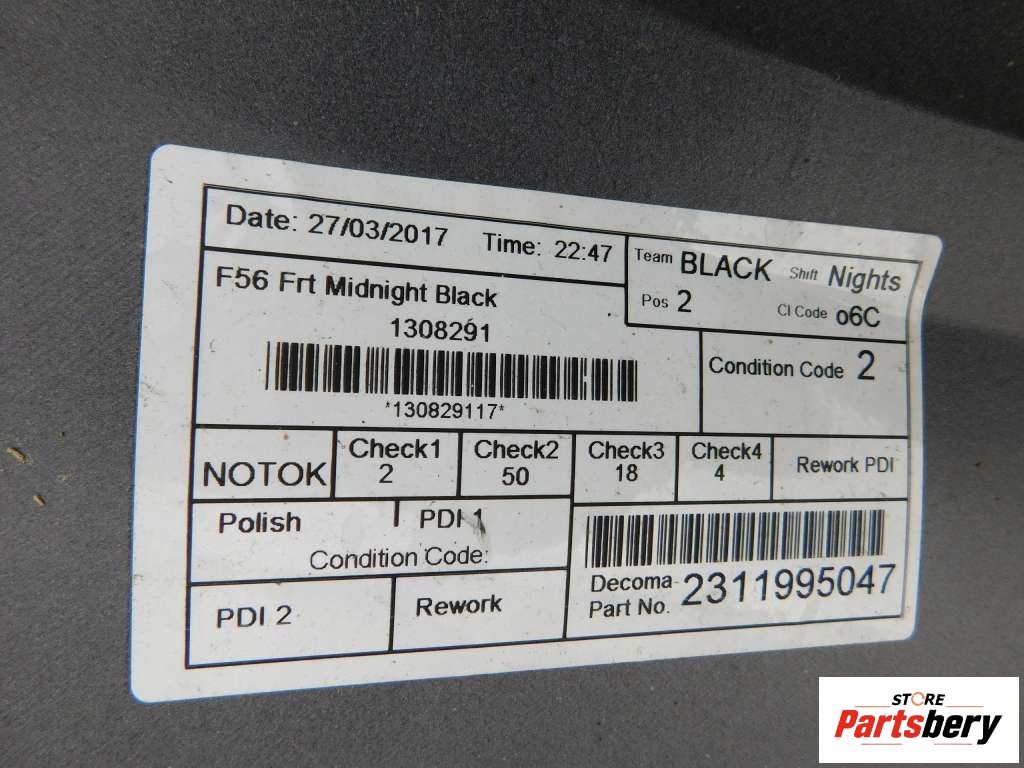 Date: 27/03/2017 Time: 22:47
Team BLACK Shift Nights
Pos 2 CI Code o6C
F56 Frt Midnight Black
1308291
*130829117*
Condition Code 2
NOTOK
Check1
2
Check2
50
Check3
18
Check4
4
Rework PDI
Polish PDI 1
Condition Code:
PDI 2
Rework
Decoma
Part No. 2311995047
STORE
Partsbery